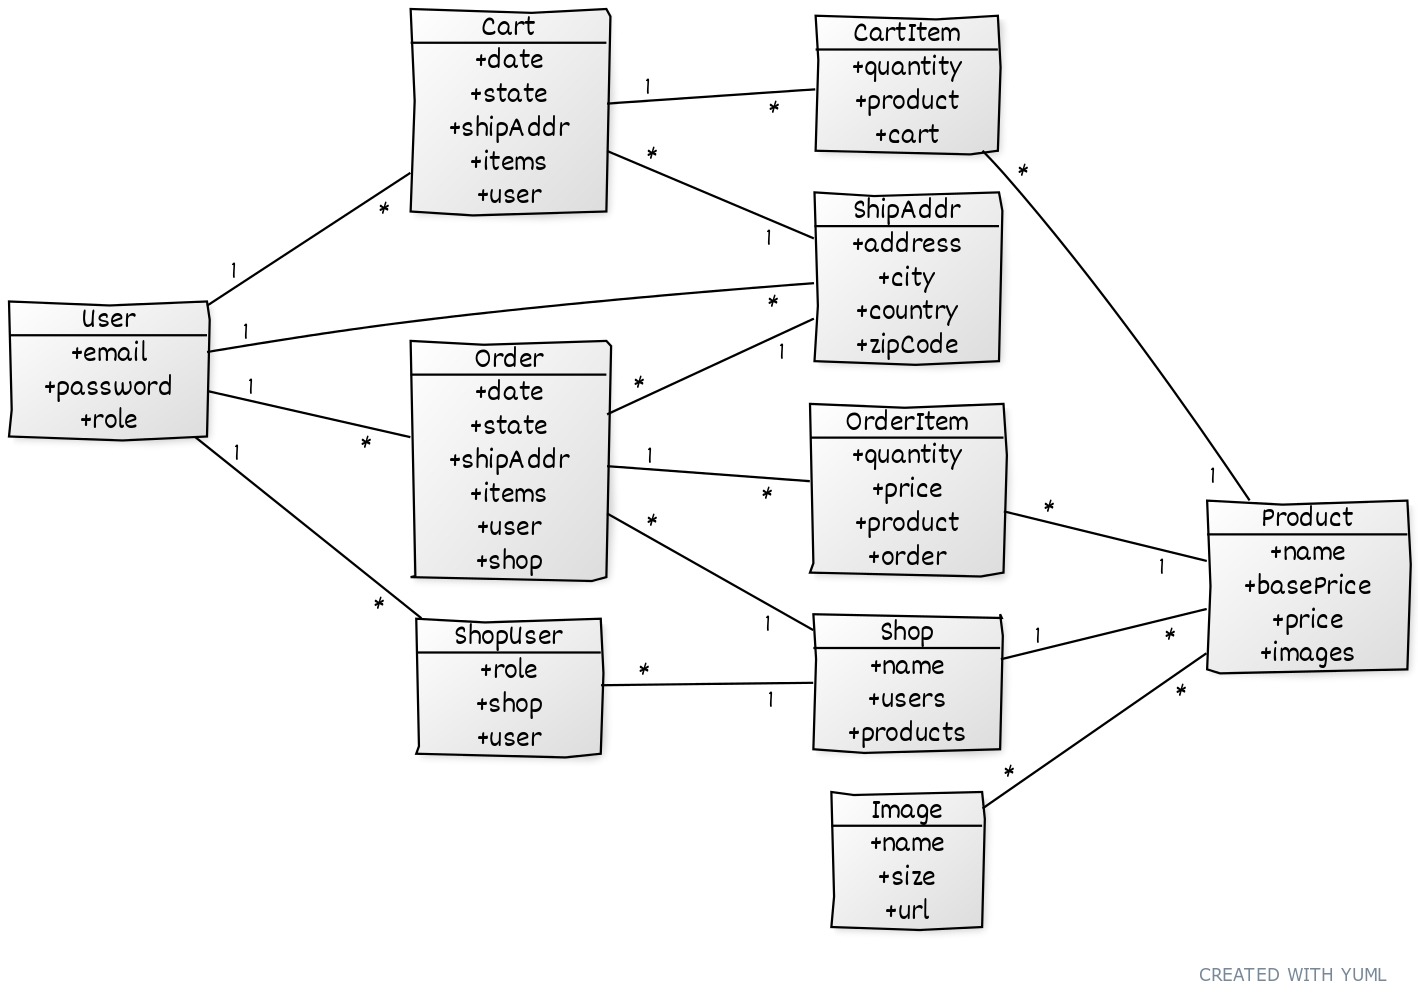 Cart
+date
+state
+shipAddr
+items
+user
1
*
*
1
*
1
CartItem
+quantity
+product
+cart
*
1
ShipAddr
+address
+city
+country
+zipCode
User
+email
+password
+role
1
*
1
*
1
*
*
1
Order
+date
+state
+shipAddr
+items
+user
+shop
1
*
*
1
OrderItem
+quantity
+price
+product
+order
*
1
Product
+name
+basePrice
+price
+images
ShopUser
+role
+shop
+user
*
1
Shop
+name
+users
+products
1
*
*
*
Image
+name
+size
+url
CREATED WITH YUML